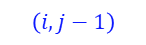 (i, j − 1)